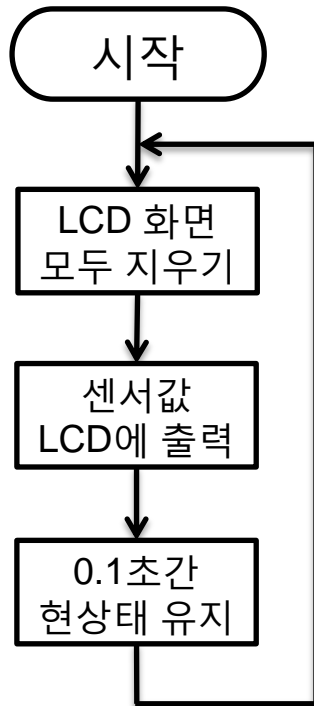 시작
LCD 화면
모두 지우기
센서값
LCD에 출력
0.1초간
현상태 유지